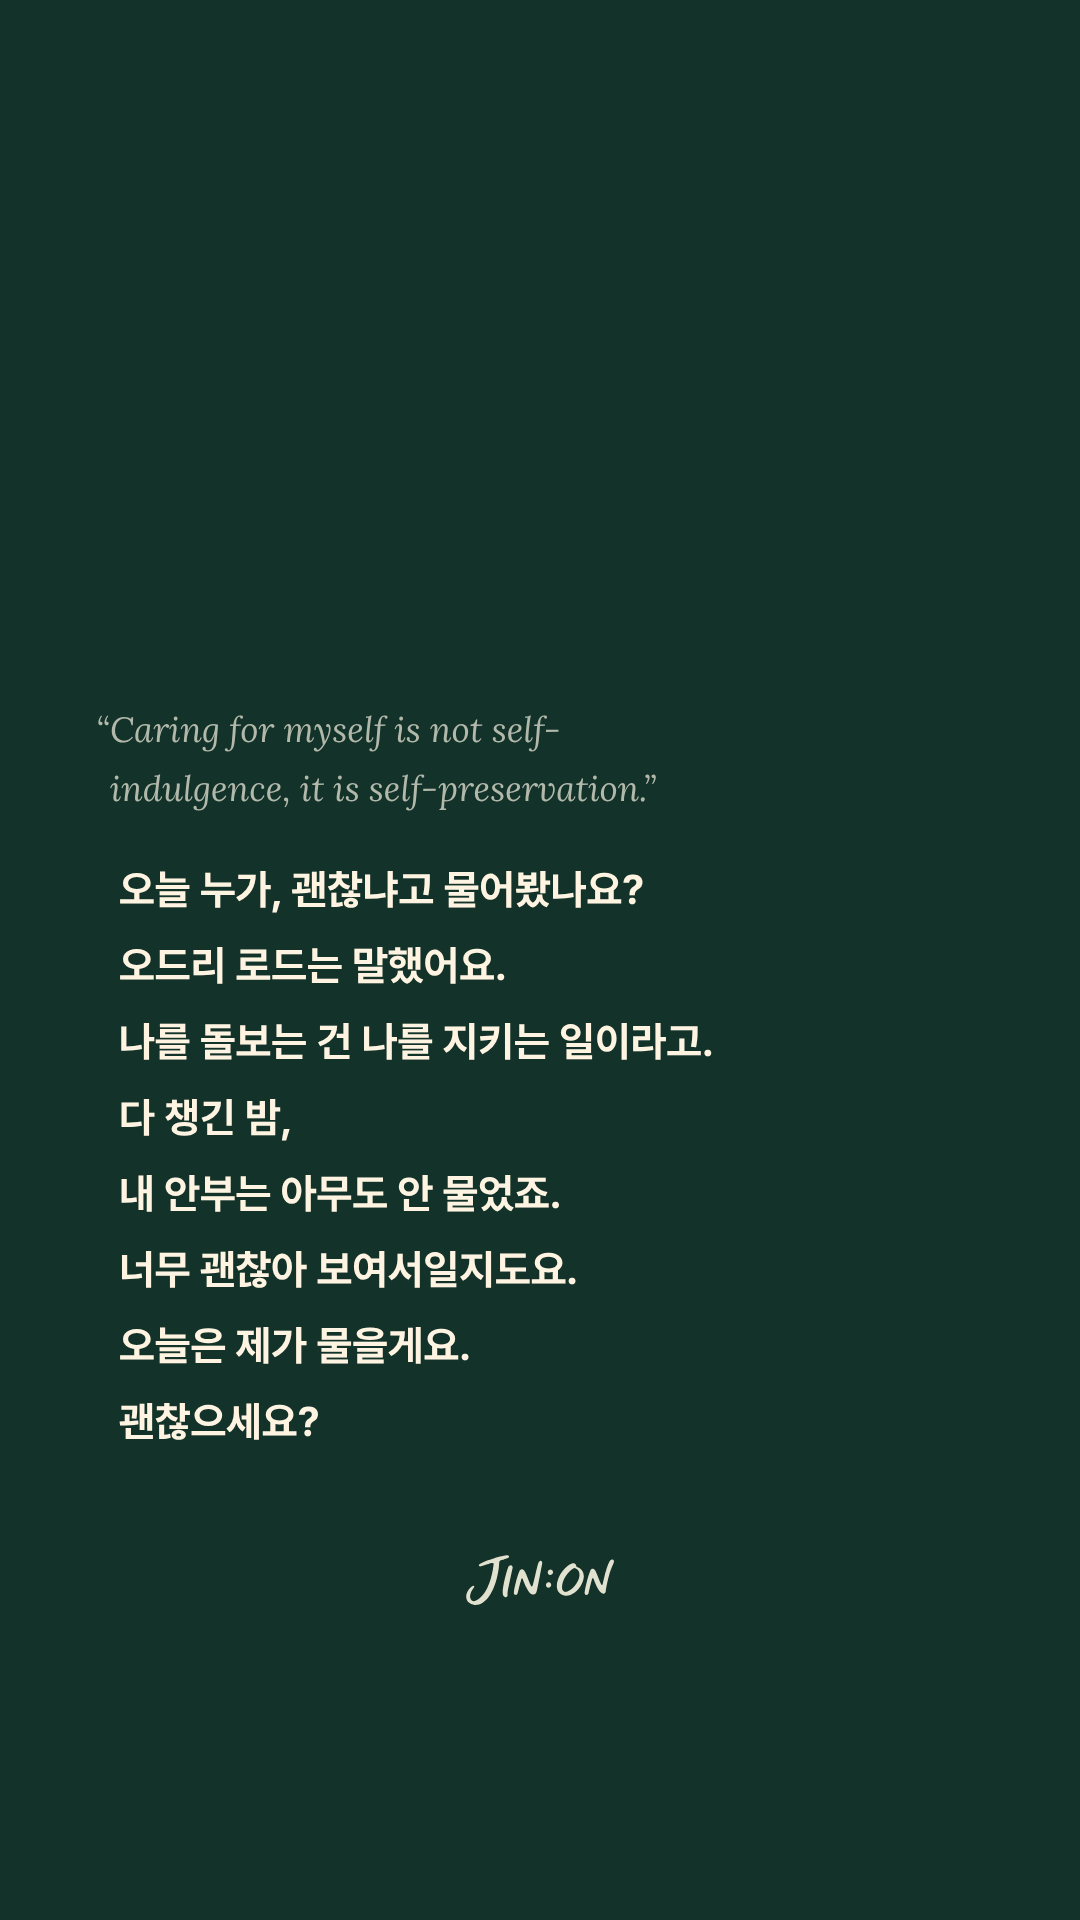 “Caring for myself is not self-
indulgence, it is self-preservation.”
오늘 누가, 괜찮냐고 물어봤나요?
오드리 로드는 말했어요.
나를 돌보는 건 나를 지키는 일이라고.
다 챙긴 밤,
내 안부는 아무도 안 물었죠.
너무 괜찮아 보여서일지도요.
오늘은 제가 물을게요.
괜찮으세요?
JIN:ON